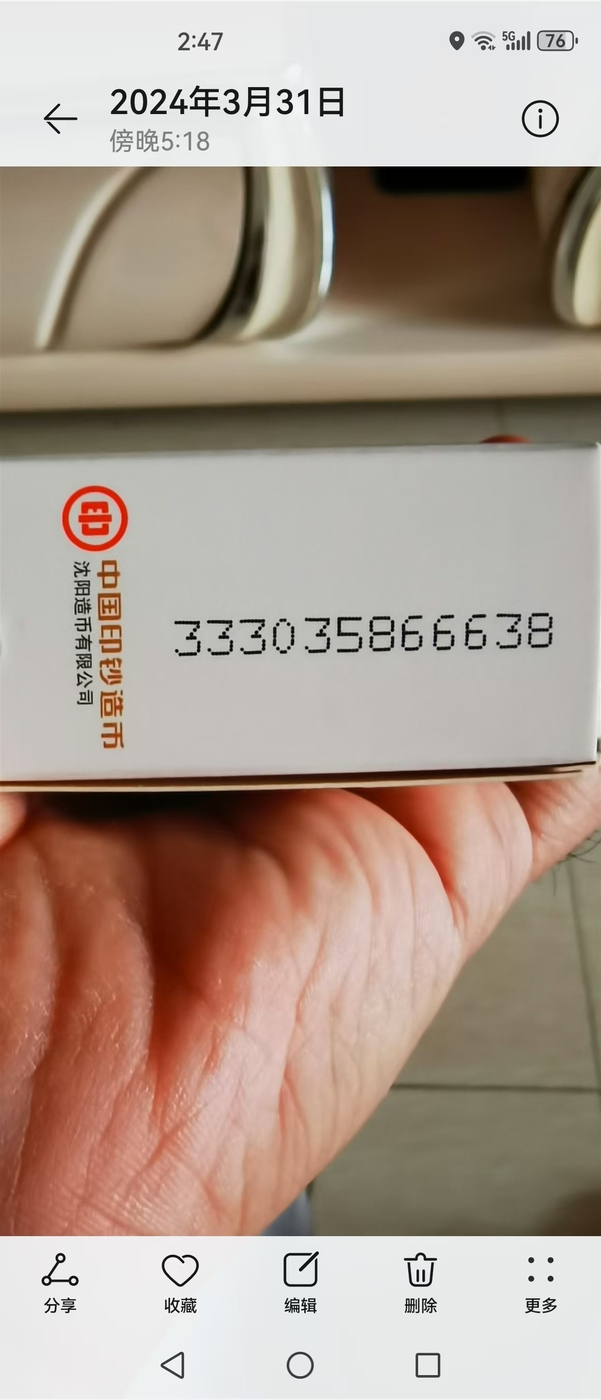 2:47
5G
76
2024年3月31日
傍晚5:18
印
中国印钞造币
沈阳造币有限公司
333035866638
分享
收藏
编辑
删除
更多